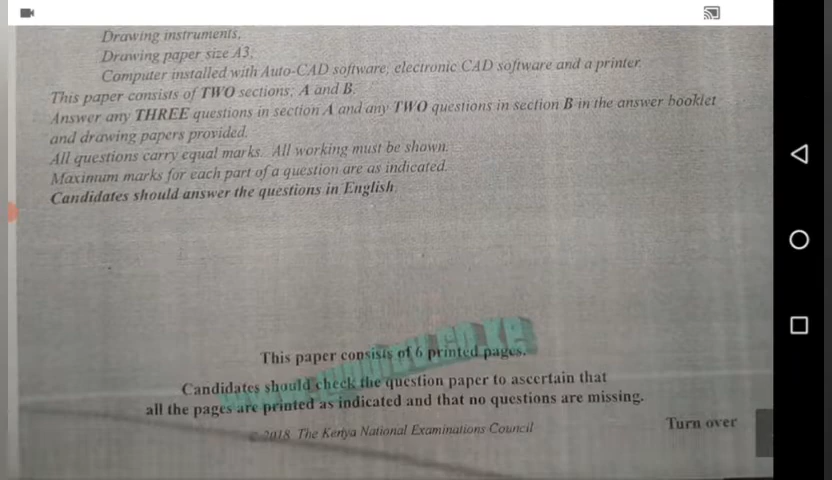 Drawing instruments,
Drawing paper size A3;
Computer installed with Auto-CAD software; electronic CAD software and a printer.
This paper consists of TWO sections; A and B.
Answer any THREE questions in section A and any TWO questions in section B in the answer booklet
and drawing papers provided.
All questions carry equal marks. All working must be shown.
Maximum marks for each part of a question are as indicated.
Candidates should answer the questions in English.
This paper consists of 6 printed pages.
Candidates should check the question paper to ascertain that
all the pages are printed as indicated and that no questions are missing.
© 2018 The Kenya National Examinations Council
Turn over